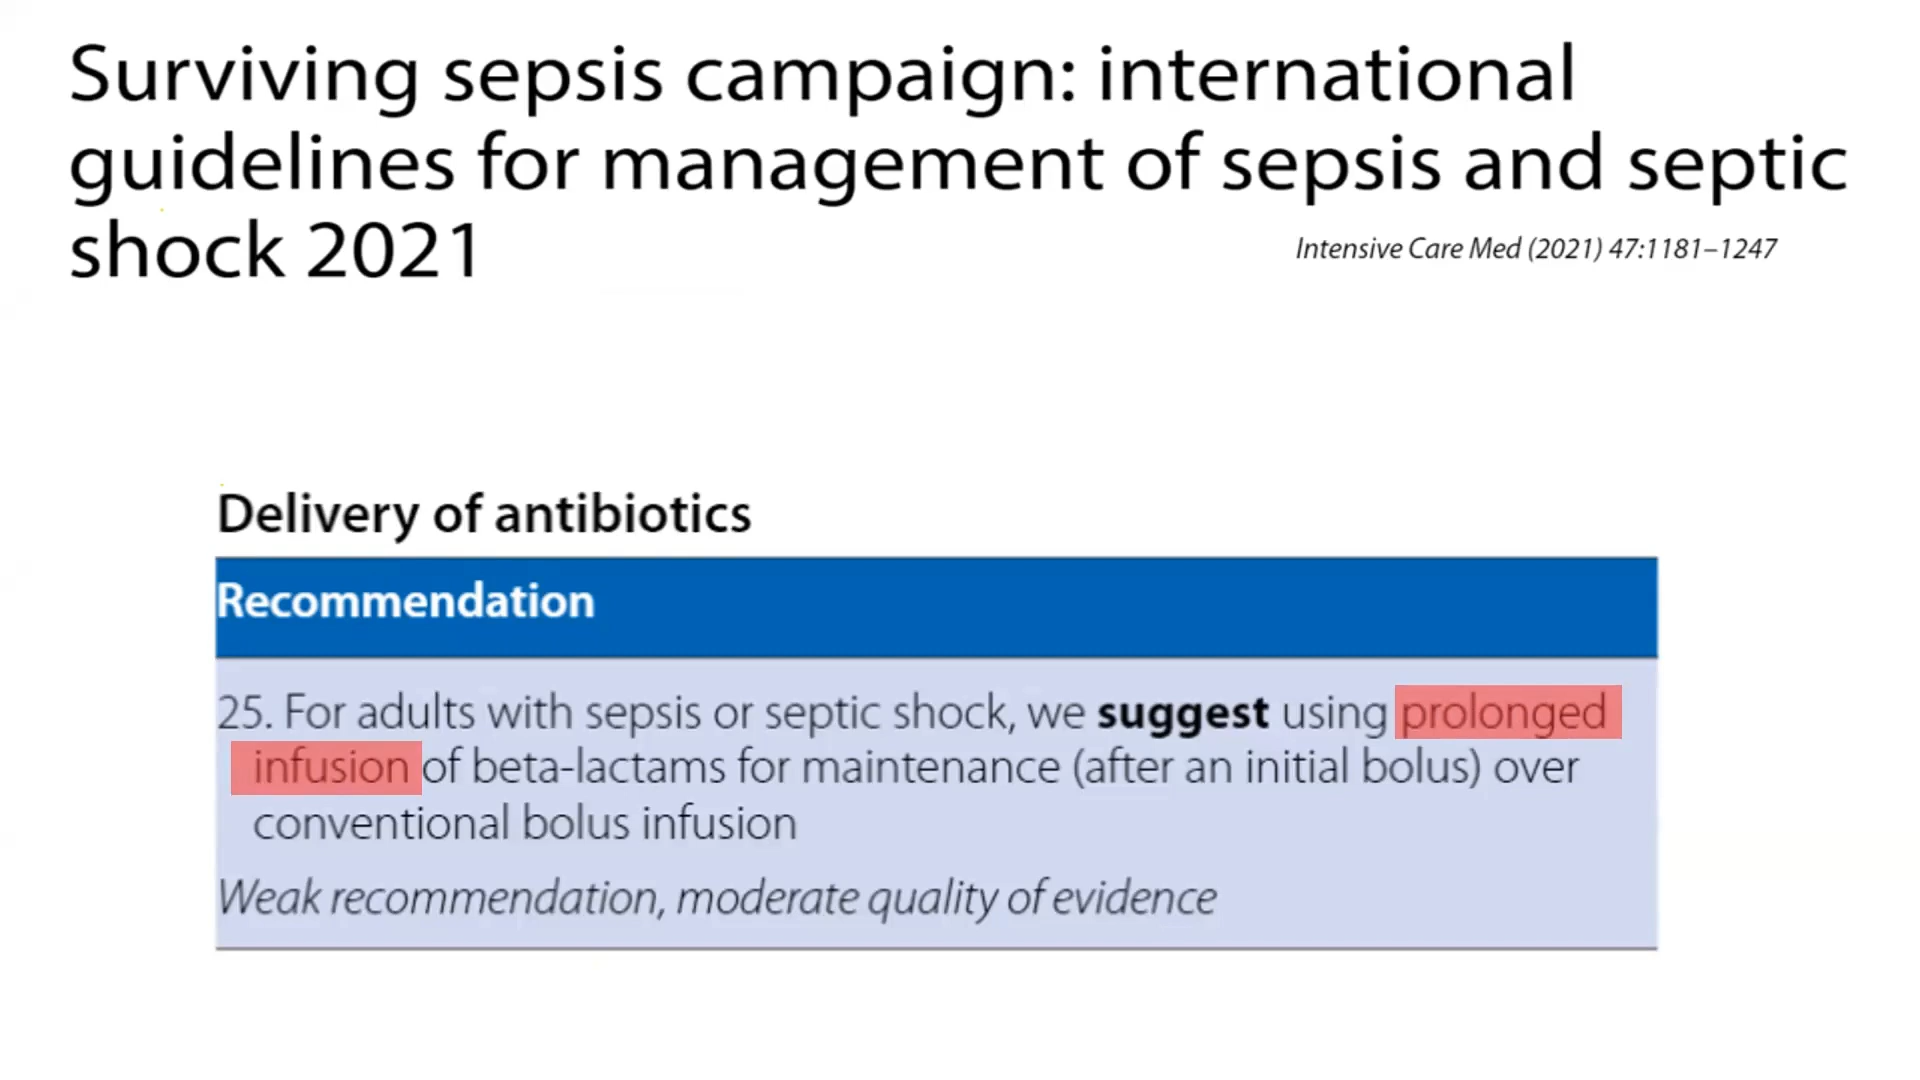 Surviving sepsis campaign: international
guidelines for management of sepsis and septic
shock 2021
Intensive Care Med (2021) 47:1181–1247
Delivery of antibiotics
Recommendation
25. For adults with sepsis or septic shock, we suggest using prolonged
infusion of beta-lactams for maintenance (after an initial bolus) over
conventional bolus infusion
Weak recommendation, moderate quality of evidence